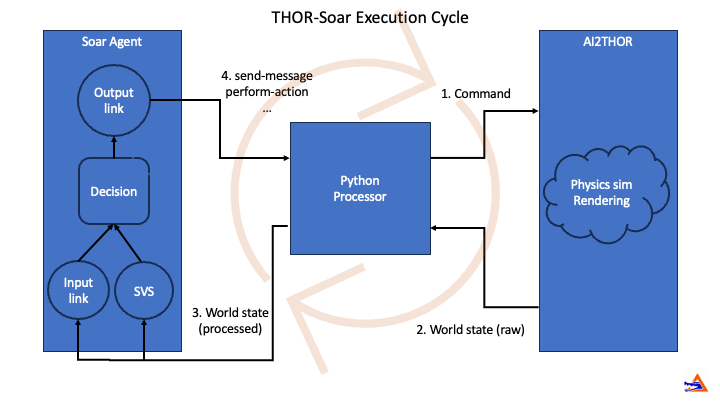 THOR-Soar Execution Cycle
Soar Agent
AI2THOR
Output
link
4. send-message
perform-action
...
1. Command
Decision
Python
Processor
Physics sim
Rendering
Input
link
SVS
3. World state
(processed)
2. World state (raw)